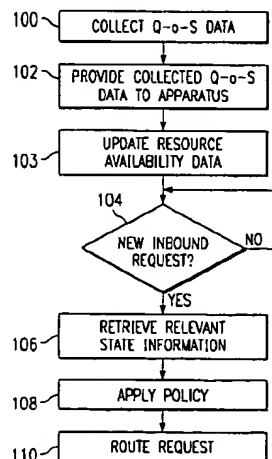 100
COLLECT Q-o-S DATA
102
PROVIDE COLLECTED Q-o-S
DATA TO APPARATUS
103
UPDATE RESOURCE
AVAILABILITY DATA
104
NEW INBOUND
REQUEST?
NO
YES
106
RETRIEVE RELEVANT
STATE INFORMATION
108
APPLY POLICY
110
ROUTE REQUEST